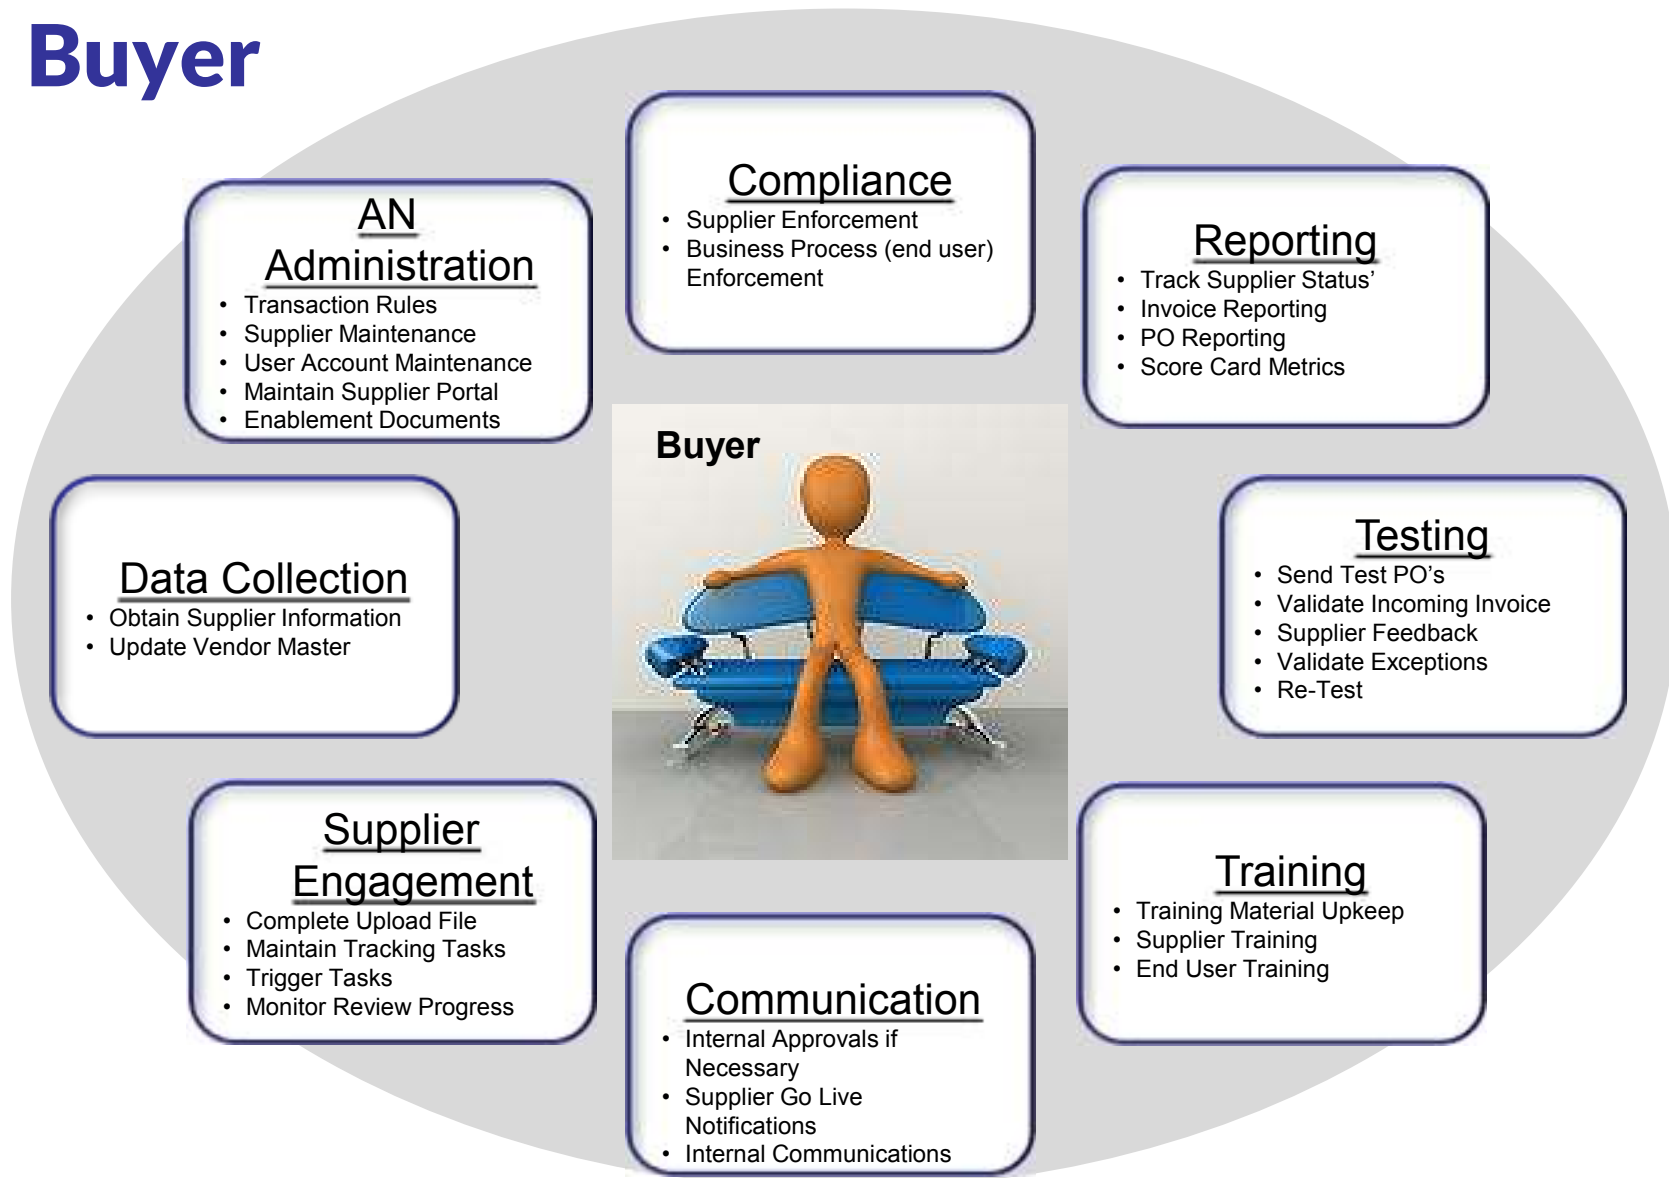 Buyer
Compliance
• Supplier Enforcement
• Business Process (end user)
Enforcement
AN
Administration
• Transaction Rules
• Supplier Maintenance
• User Account Maintenance
• Maintain Supplier Portal
• Enablement Documents
Reporting
• Track Supplier Status’
• Invoice Reporting
• PO Reporting
• Score Card Metrics
Buyer
Data Collection
• Obtain Supplier Information
• Update Vendor Master
Testing
• Send Test PO’s
• Validate Incoming Invoice
• Supplier Feedback
• Validate Exceptions
• Re-Test
Supplier
Engagement
• Complete Upload File
• Maintain Tracking Tasks
• Trigger Tasks
• Monitor Review Progress
Training
• Training Material Upkeep
• Supplier Training
• End User Training
Communication
• Internal Approvals if
Necessary
• Supplier Go Live
Notifications
• Internal Communications